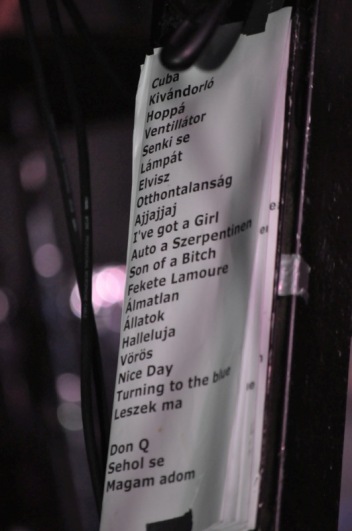 Cuba
Kivándorló
Hoppá
Ventillátor
Senki se
Lámpát
Elvisz
Otthontalanság
Ajjajjaj
I've got a Girl
Auto a Szerpentinen
Son of a Bitch
Fekete Lamoure
Álmatlan
Állatok
Halleluja
Vörös
Nice Day
Turning to the blue
Leszek ma
Don Q
Sehol se
Magam adom